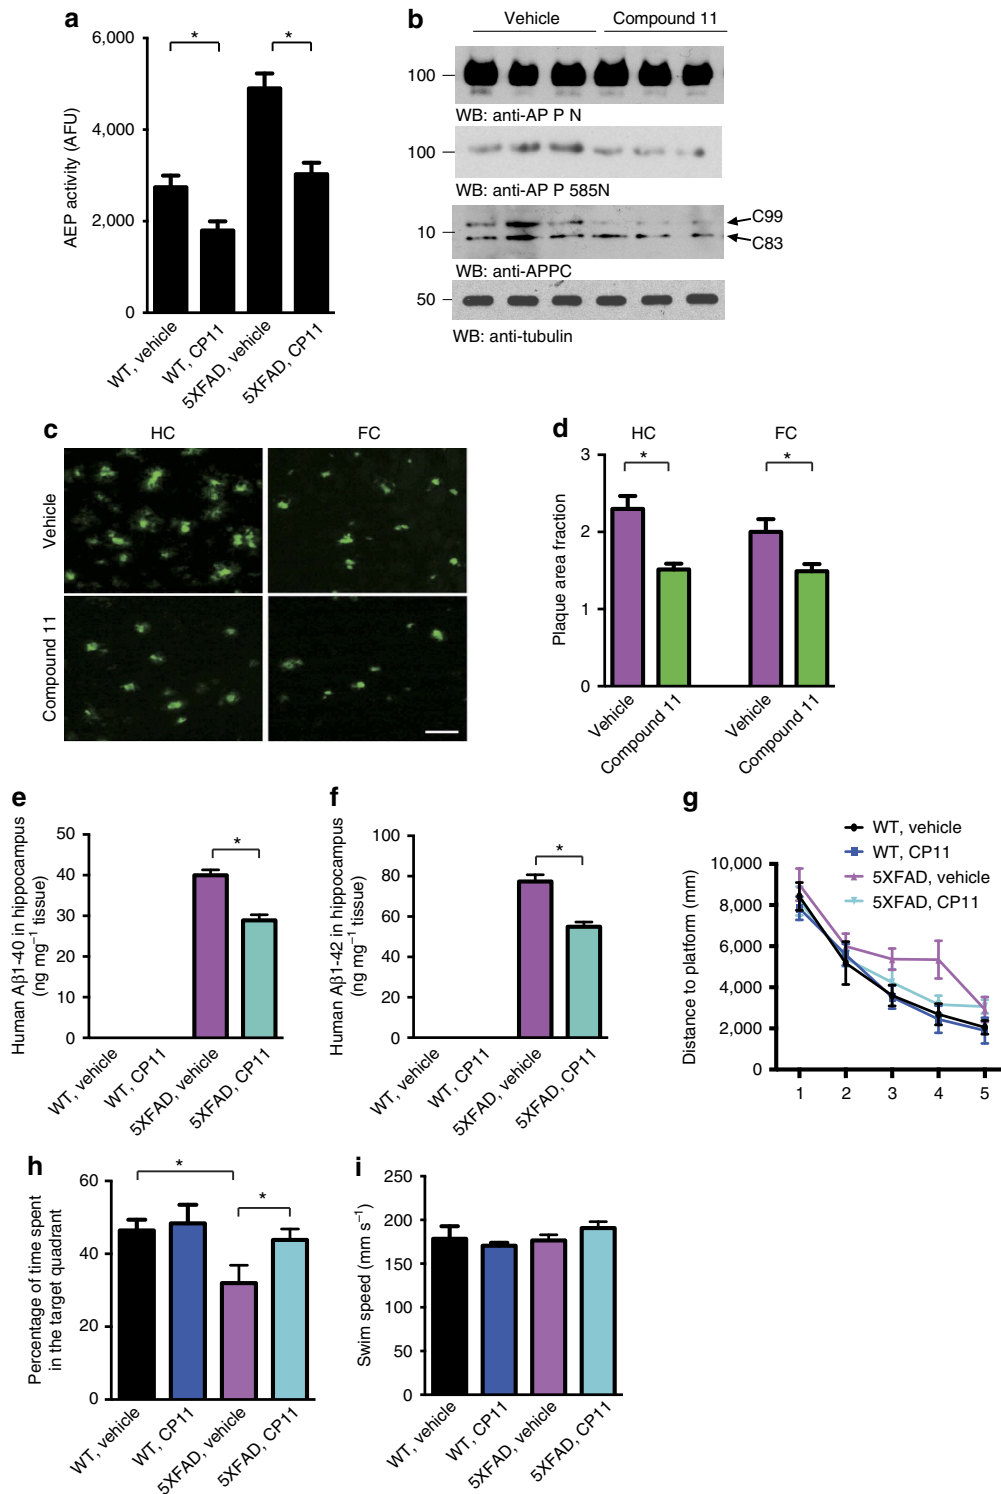 a
6,000
4,000
2,000
0
AEP activity (AFU)
* *
WT, vehicle
WT, CP11
5XFAD, vehicle
5XFAD, CP11
b
Vehicle Compound 11
100
WB: anti-AP P N
100
WB: anti-AP P 585N
10
C99
C83
WB: anti-APPC
50
WB: anti-tubulin
c
HC FC
Vehicle
Compound 11
d
HC FC
3
2
1
0
Plaque area fraction
* *
Vehicle
Compound 11
Vehicle
Compound 11
e
50
40
30
20
10
0
Human Aβ1-40 in hippocampus
(ng mg⁻¹ tissue)
*
WT, vehicle
WT, CP11
5XFAD, vehicle
5XFAD, CP11
f
100
80
60
40
20
0
Human Aβ1-42 in hippocampus
(ng mg⁻¹ tissue)
*
WT, vehicle
WT, CP11
5XFAD, vehicle
5XFAD, CP11
g
WT, vehicle
WT, CP11
5XFAD, vehicle
5XFAD, CP11
10,000
8,000
6,000
4,000
2,000
0
Distance to platform (mm)
1 2 3 4 5
h
60
40
20
0
Percentage of time spent
in the target quadrant
*
*
WT, vehicle
WT, CP11
5XFAD, vehicle
5XFAD, CP11
i
250
200
150
100
50
0
Swim speed (mm s⁻¹)
WT, vehicle
WT, CP11
5XFAD, vehicle
5XFAD, CP11